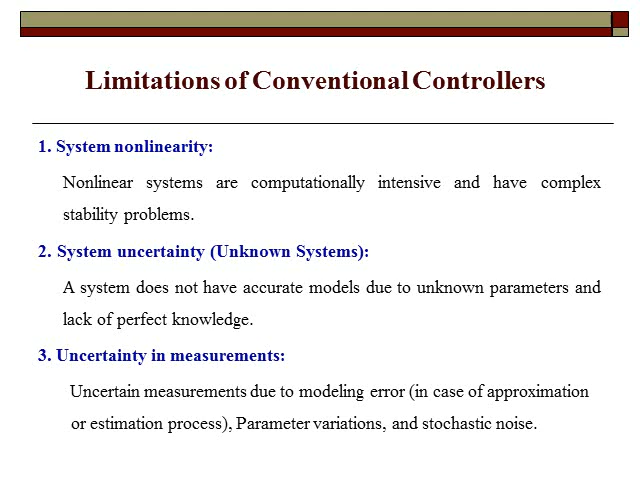 Limitations of Conventional Controllers
1. System nonlinearity:
Nonlinear systems are computationally intensive and have complex
stability problems.
2. System uncertainty (Unknown Systems):
A system does not have accurate models due to unknown parameters and
lack of perfect knowledge.
3. Uncertainty in measurements:
Uncertain measurements due to modeling error (in case of approximation
or estimation process), Parameter variations, and stochastic noise.